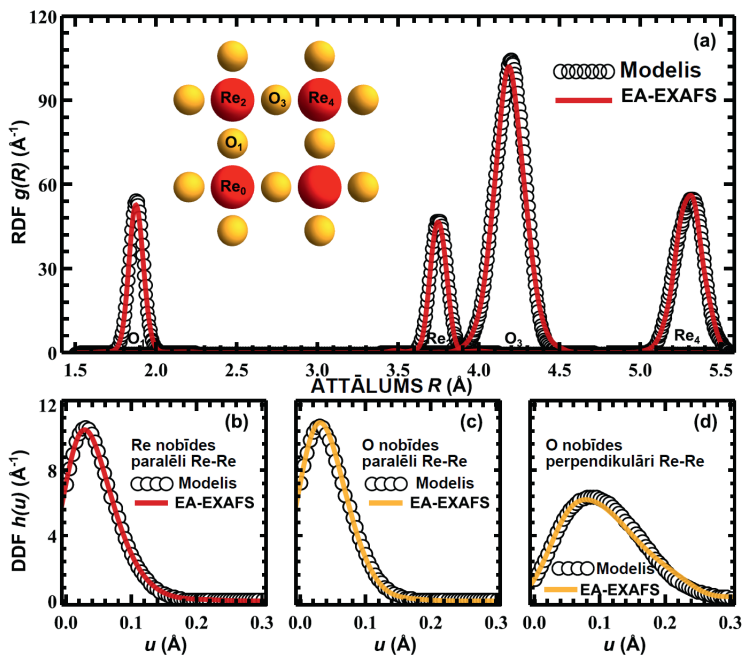 (a)
RDF g(R) (Å⁻¹)
120
90
60
30
0
Re₂
O₃
Re₄
O₁
Re₀
Modelis
EA-EXAFS
O₁
O₃
Re₄
1.5 2.0 2.5 3.0 3.5 4.0 4.5 5.0 5.5
ATTĀLUMS R (Å)
DDF h(u) (Å⁻¹)
12
8
4
0
(b)
Re nobīdes
paralēli Re-Re
Modelis
EA-EXAFS
0.0 0.1 0.2 0.3
u (Å)
(c)
O nobīdes
paralēli Re-Re
Modelis
EA-EXAFS
0.0 0.1 0.2 0.3
u (Å)
(d)
O nobīdes
perpendikulāri Re-Re
Modelis
EA-EXAFS
0.0 0.1 0.2 0.3
u (Å)